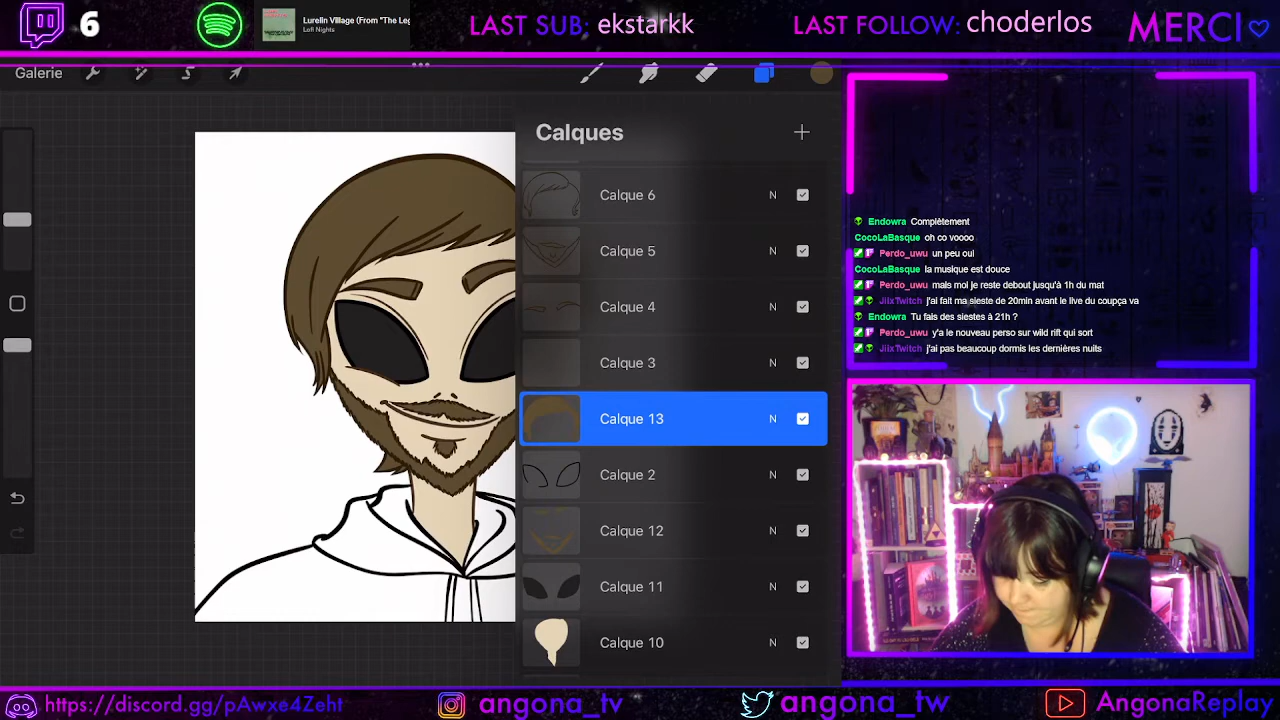 6
Lurelin Village (From "The Leg
Lofi Nights
LAST SUB: ekstarkk
LAST FOLLOW: choderlos
MERCI
Galerie
Calques
Calque 6 N
Calque 5 N
Calque 4 N
Calque 3 N
Calque 13 N
Calque 2 N
Calque 12 N
Calque 11 N
Calque 10 N
Endowra Complètement
CocoLaBasque oh co voooo
Perdo_uwu un peu oui
CocoLaBasque la musique est douce
Perdo_uwu mais moi je reste debout jusqu'à 1h du mat
JilxTwitch j'ai fait ma sieste de 20min avant le live du coup ça va
Endowra Tu fais des siestes à 21h ?
Perdo_uwu y'a le nouveau perso sur wild rift qui sort
JilxTwitch j'ai pas beaucoup dormis les dernières nuits
https://discord.gg/pAwxe4Zeht
angona_tv
angona_tw
AngonaReplay